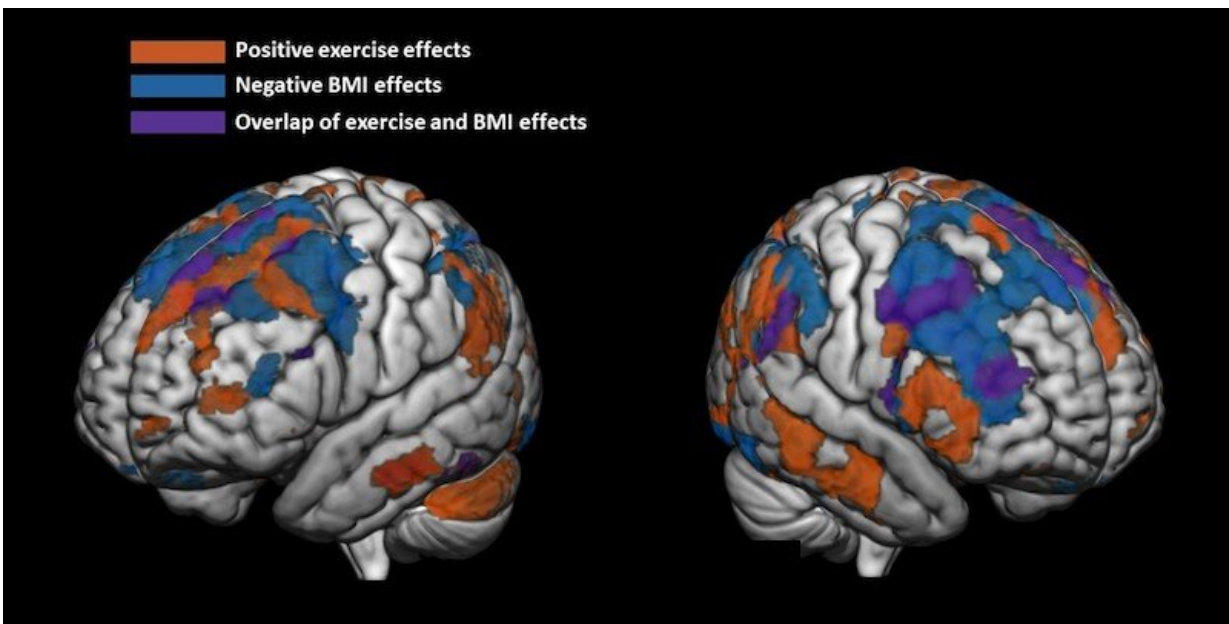 Positive exercise effects
Negative BMI effects
Overlap of exercise and BMI effects